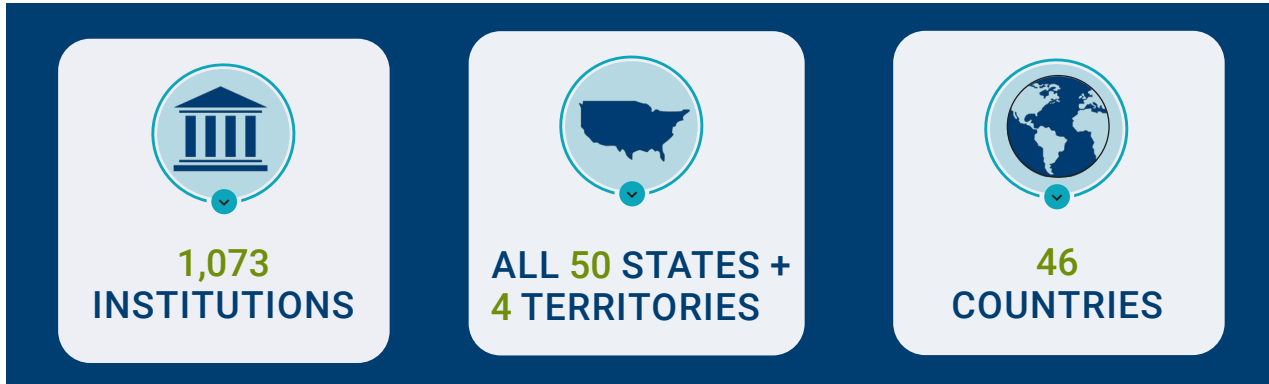 1,073
INSTITUTIONS
ALL 50 STATES +
4 TERRITORIES
46
COUNTRIES